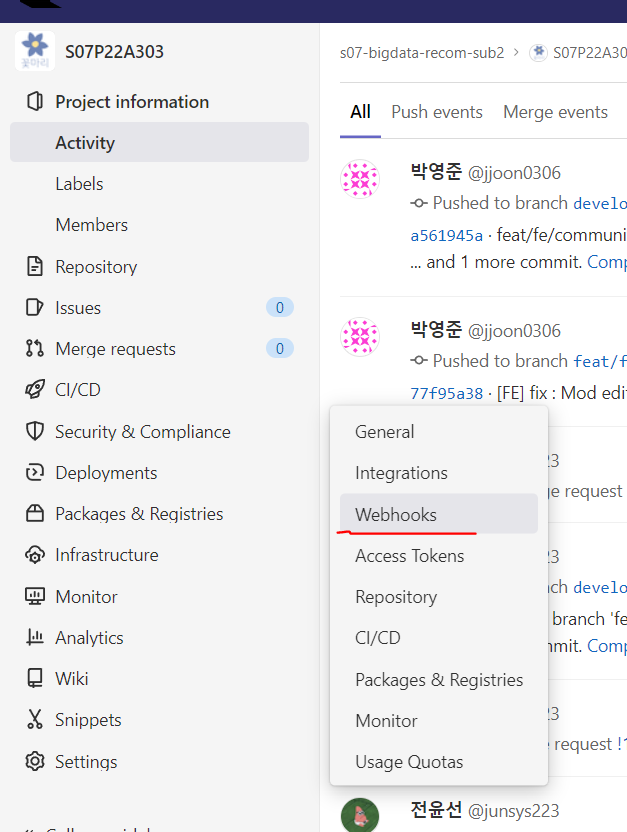 꽃마리
S07P22A303
Project information
Activity
Labels
Members
Repository
Issues 0
Merge requests 0
CI/CD
Security & Compliance
Deployments
Packages & Registries
Infrastructure
Monitor
Analytics
Wiki
Snippets
Settings
s07-bigdata-recom-sub2 > S07P22A30
All Push events Merge events
박영준 @jjoon0306
Pushed to branch develo
a561945a · feat/fe/communi
... and 1 more commit. Comp
박영준 @jjoon0306
Pushed to branch feat/f
77f95a38 · [FE] fix : Mod edi
General
Integrations
Webhooks
Access Tokens
Repository
CI/CD
Packages & Registries
Monitor
Usage Quotas
23
ge request
23
nch develo
branch 'fe
mit. Comp
23
request !1
전윤선 @junsys223